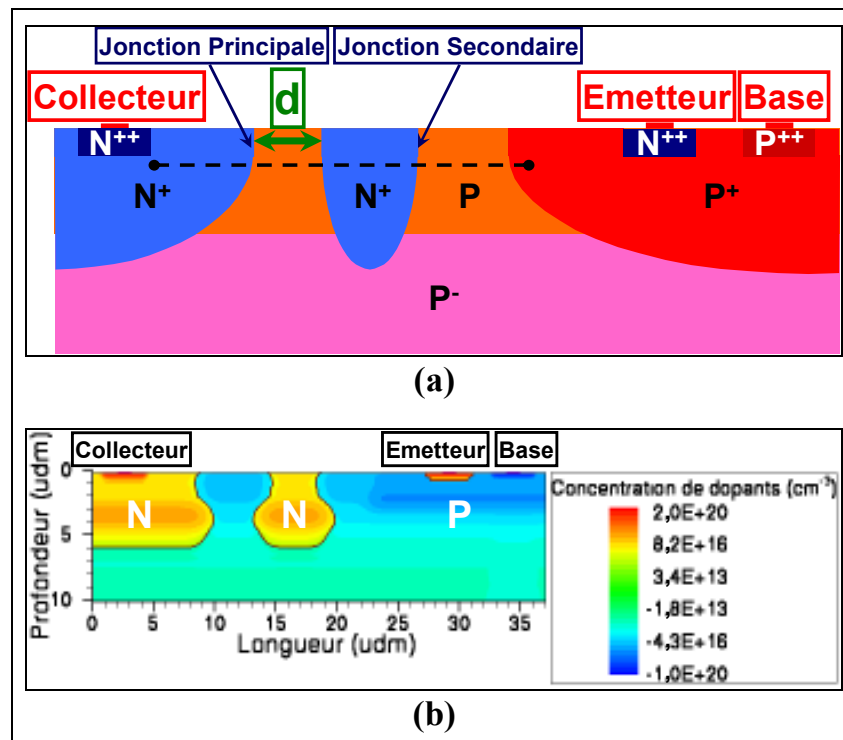 Jonction Principale Jonction Secondaire
d
Collecteur Emetteur Base
N++ N++ P++
N+ N+ P P+
P-
(a)
Collecteur Emetteur Base
Profondeur (udm)
0
5
10
N N P
0 5 10 15 20 25 30 35
Longueur (udm)
Concentration de dopants (cm-3)
2,0E+20
8,2E+16
3,4E+13
-1,8E+13
-4,3E+16
-1,0E+20
(b)